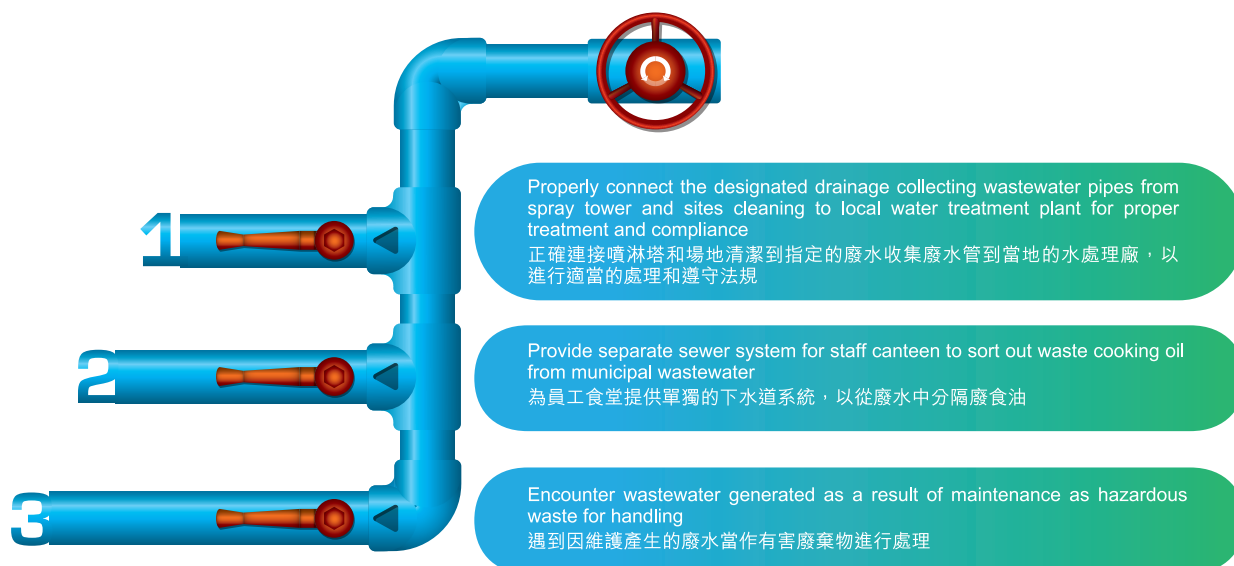 1
Properly connect the designated drainage collecting wastewater pipes from
spray tower and sites cleaning to local water treatment plant for proper
treatment and compliance
正確連接噴淋塔和場地清潔到指定的廢水收集廢水管到當地的水處理廠，以
進行適當的處理和遵守法規
2
Provide separate sewer system for staff canteen to sort out waste cooking oil
from municipal wastewater
為員工食堂提供單獨的下水道系統，以從廢水中分隔廢食油
3
Encounter wastewater generated as a result of maintenance as hazardous
waste for handling
遇到因維護產生的廢水當作有害廢棄物進行處理